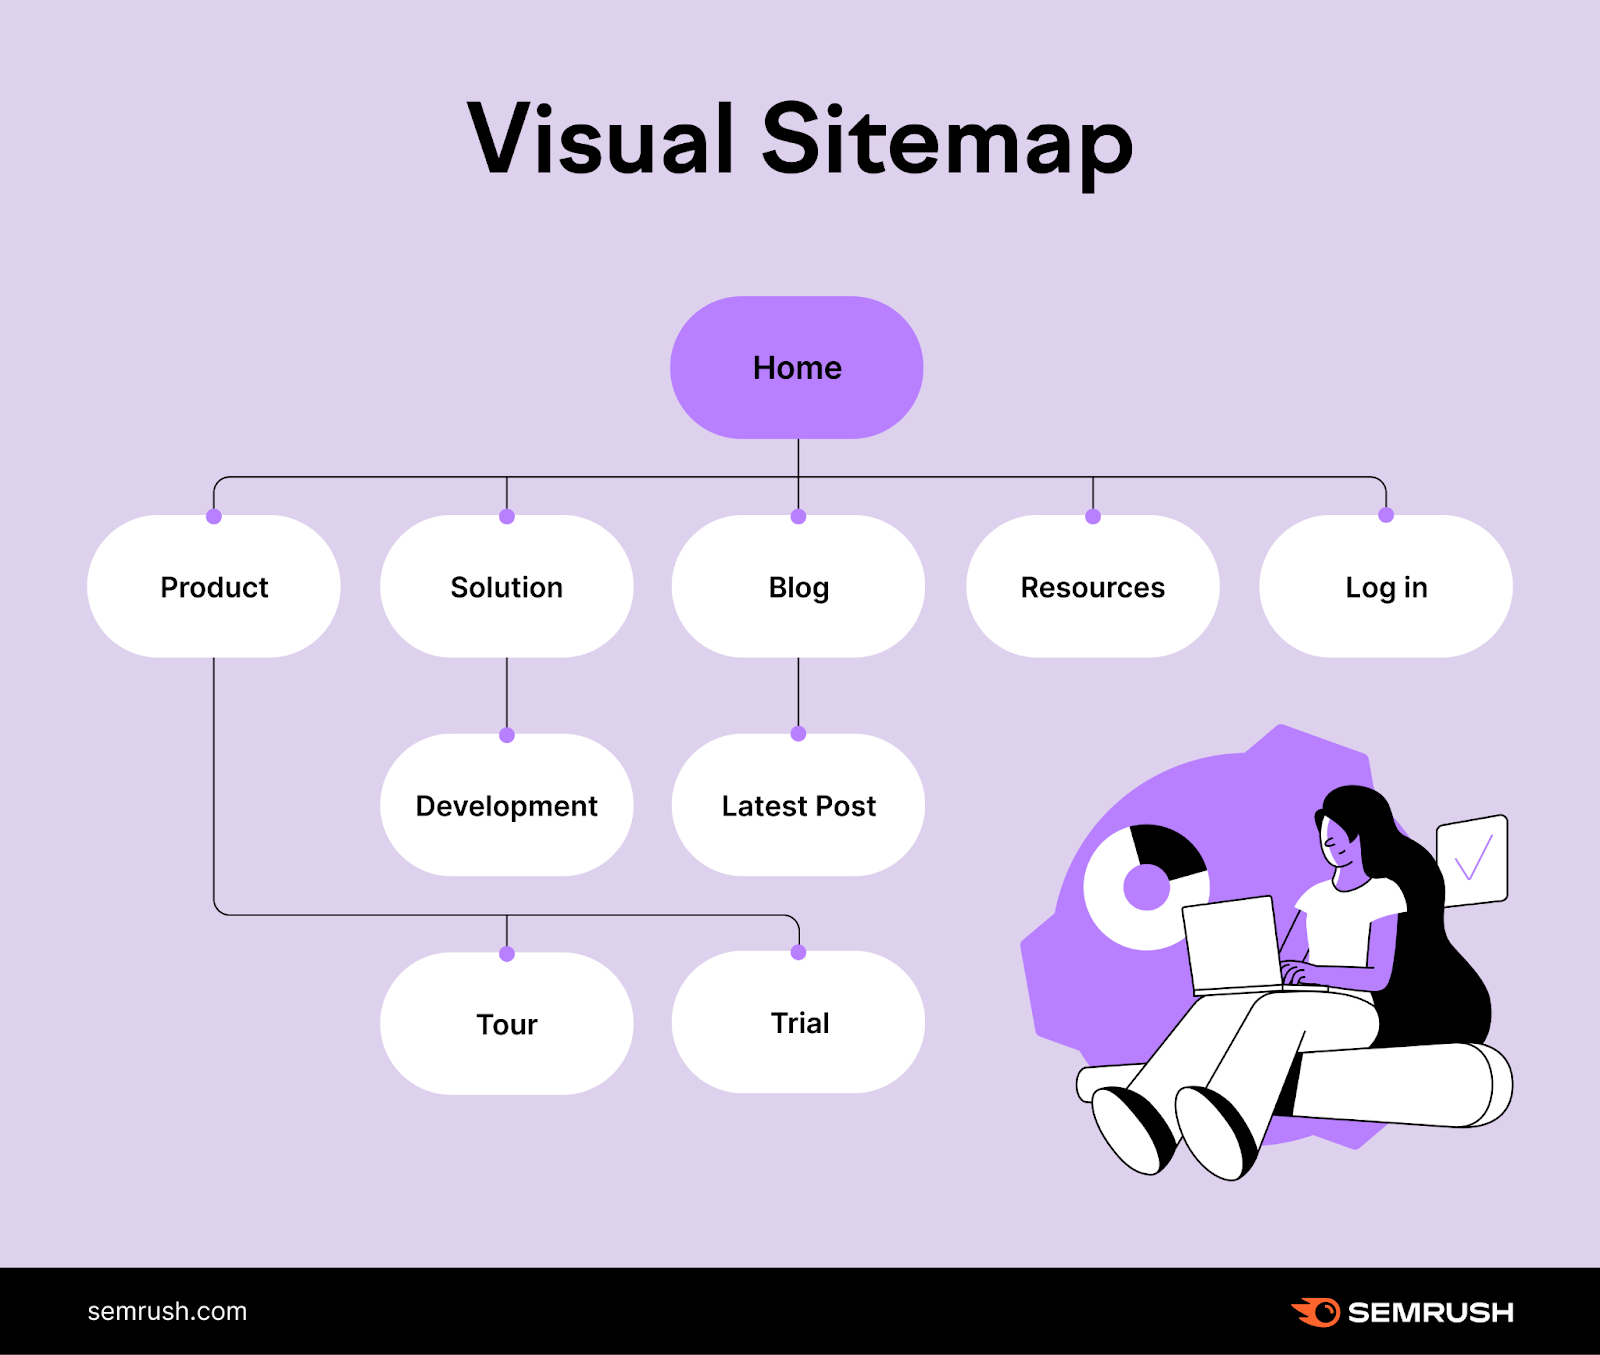 Visual Sitemap
Home
Product
Solution
Blog
Resources
Log in
Development
Latest Post
Tour
Trial
semrush.com
SEMRUSH